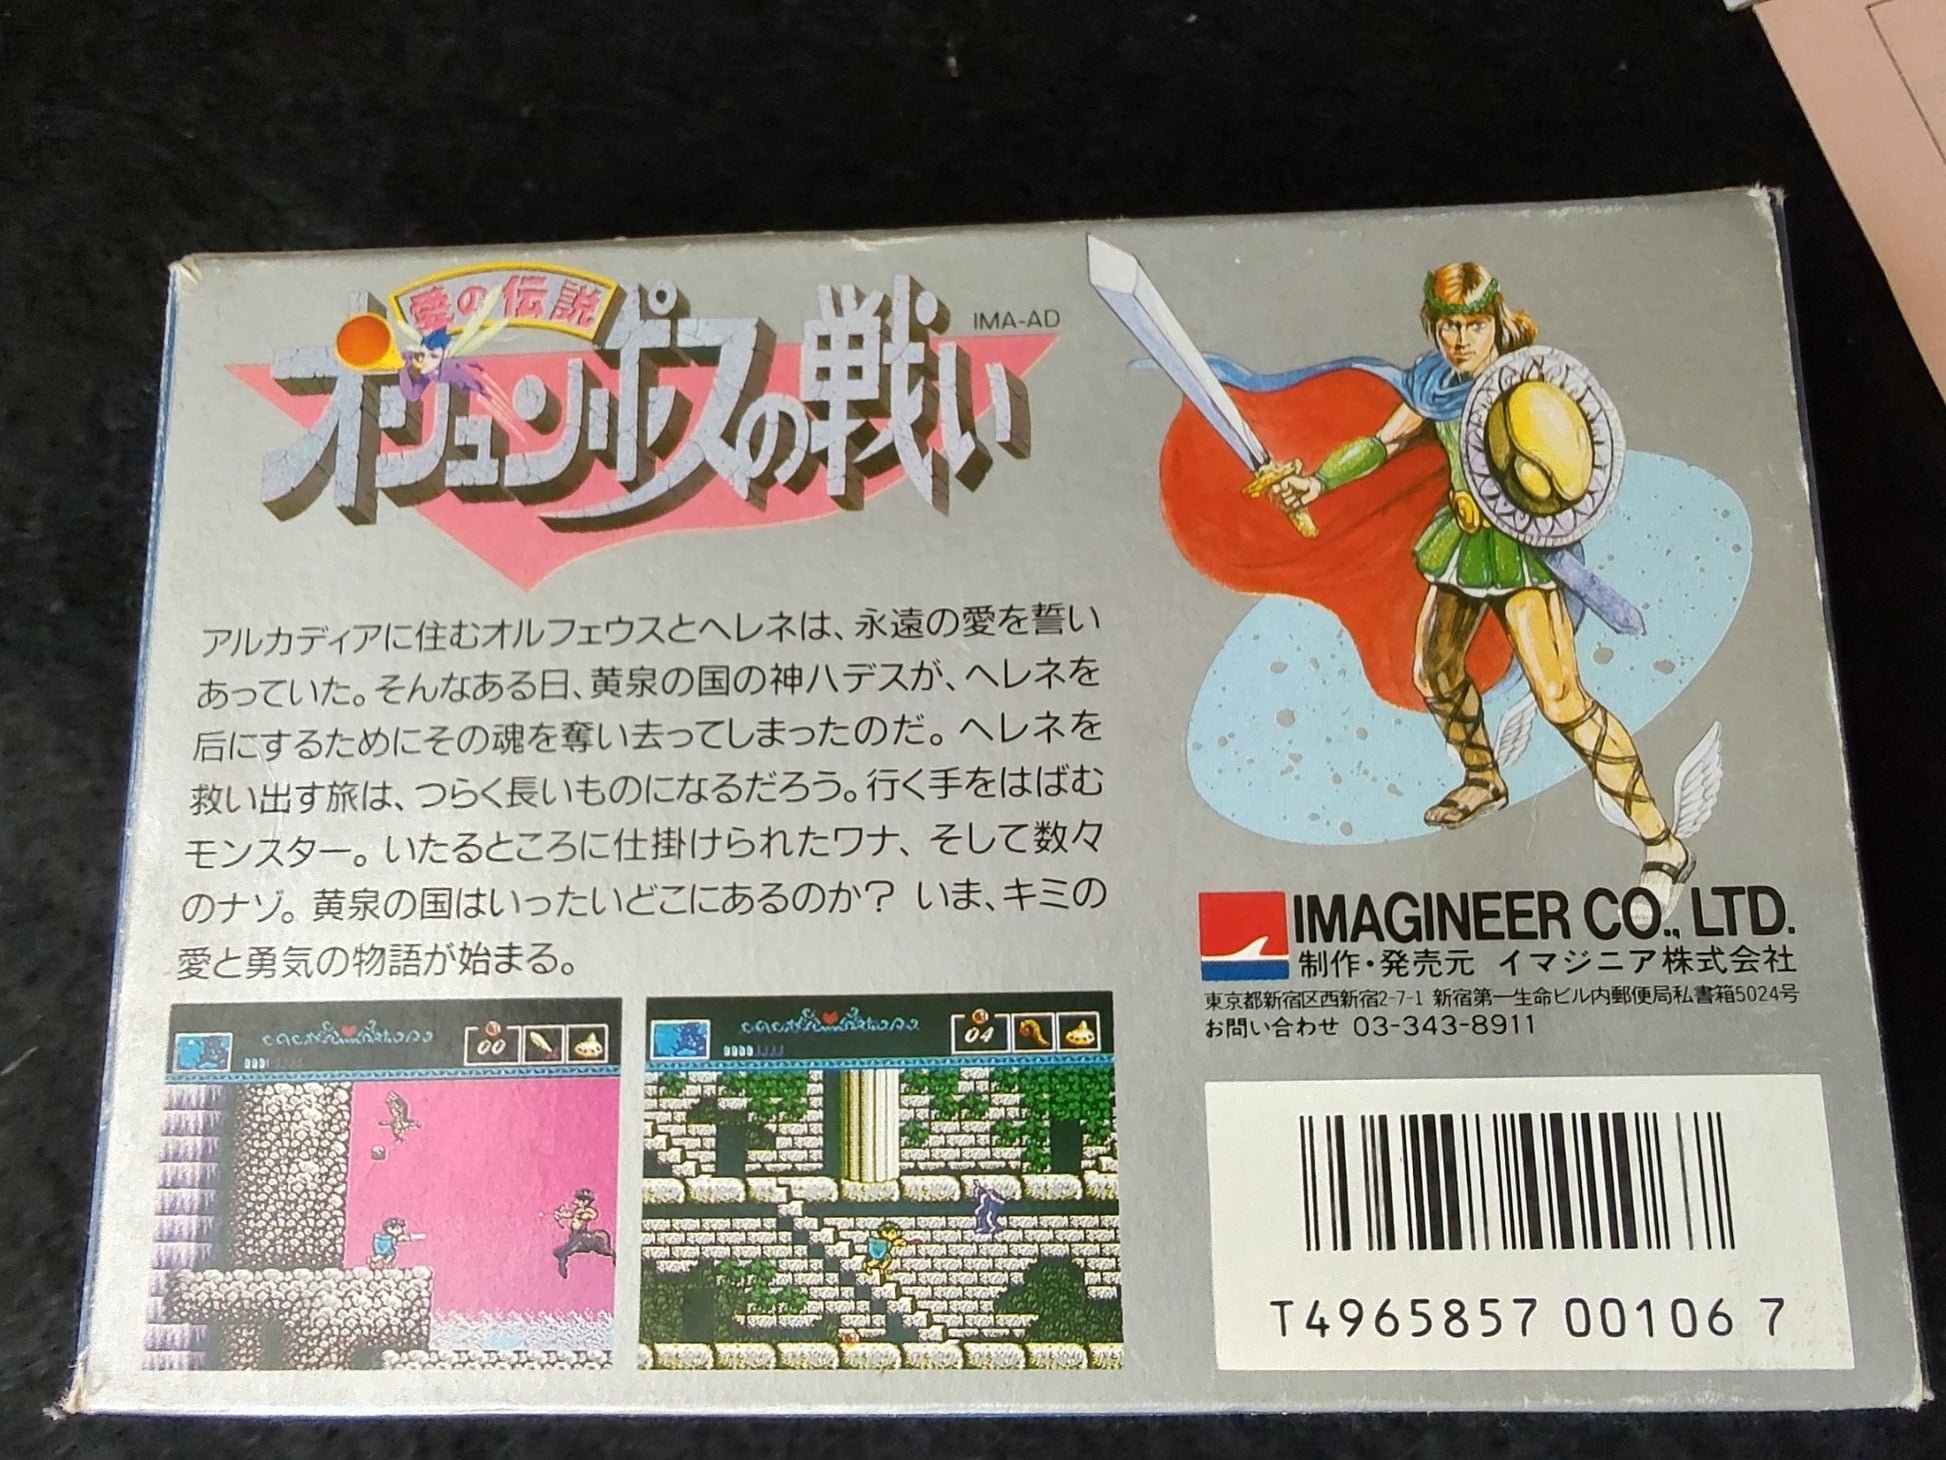 愛の伝説
オリュンポスの戦い
IMA-AD
アルカディアに住むオルフェウスとヘレネは、永遠の愛を誓い
あっていた。そんなある日、黄泉の国の神ハデスが、ヘレネを
后にするためにその魂を奪い去ってしまったのだ。ヘレネを
救い出す旅は、つらく長いものになるだろう。行く手をはばむ
モンスター。いたるところに仕掛けられたワナ、そして数々
のナゾ。黄泉の国はいったいどこにあるのか? いま、キミの
愛と勇気の物語が始まる。
00
04
IMAGINEER CO., LTD.
制作・発売元 イマジニア株式会社
東京都新宿区西新宿2-7-1 新宿第一生命ビル内郵便局私書箱5024号
お問い合わせ 03-343-8911
T4965857 00106 7